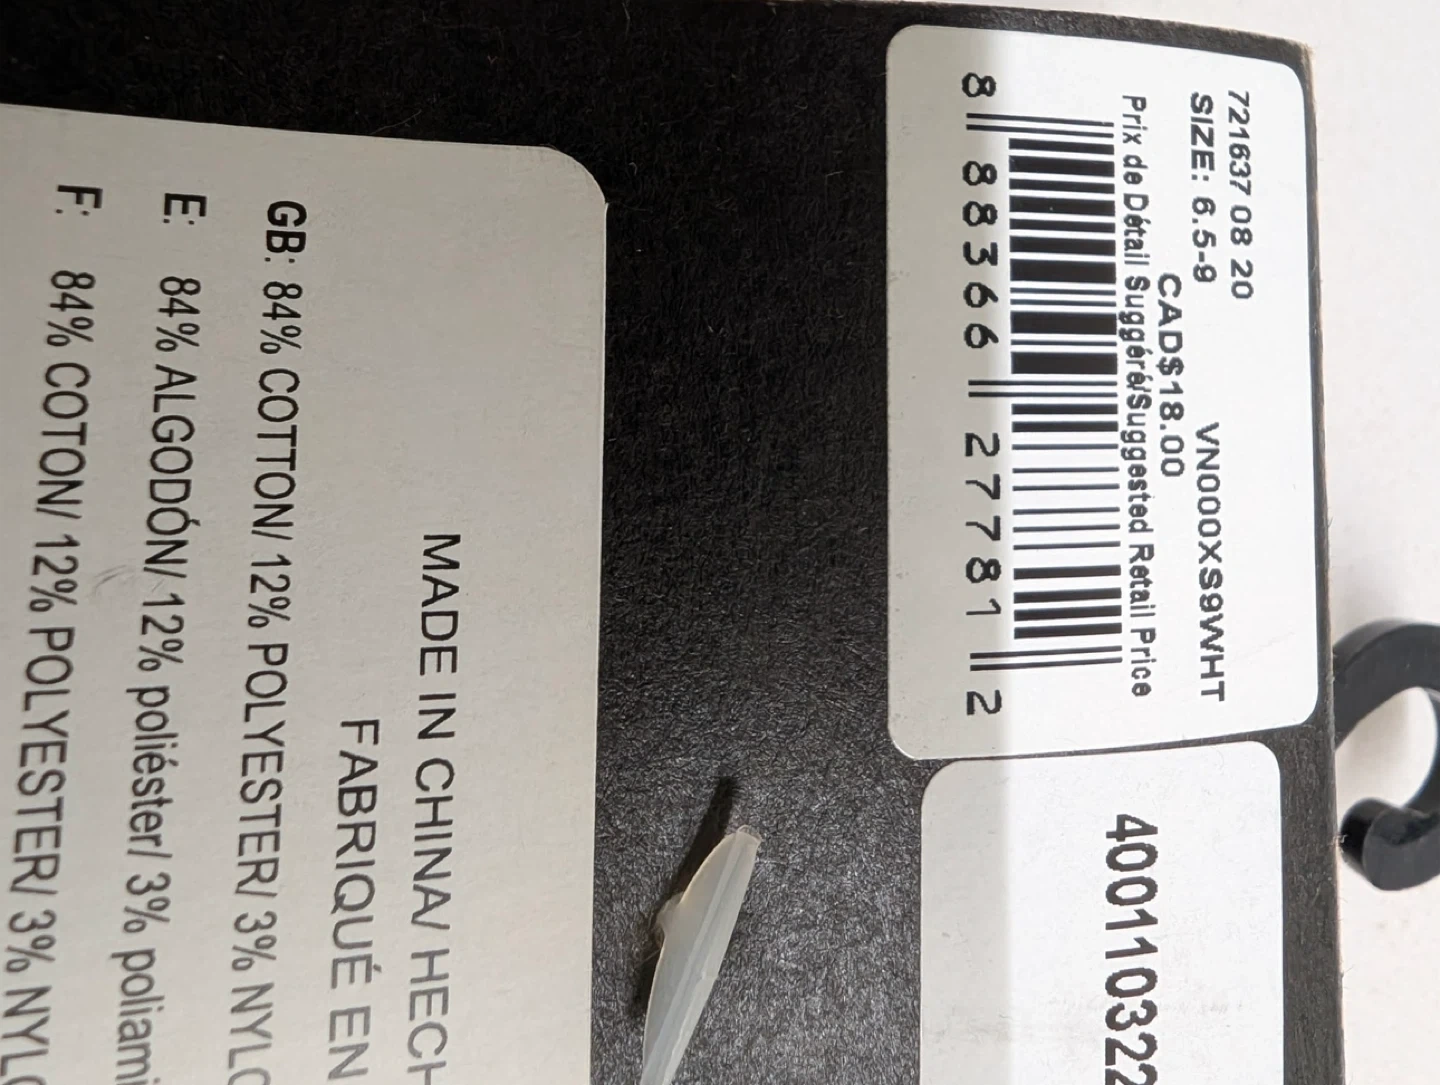 721637 08 20
SIZE: 6.5-9
VN000XS9WHT
CAD$18.00
Prix de Détail Suggéré/Suggested Retail Price
8 88366 27781 2
40011032
MADE IN CHINA/ HECH
FABRIQUÉ EN
GB: 84% COTTON/ 12% POLYESTER/ 3% NYL
E: 84% ALGODÓN/ 12% poliéster/ 3% poliami
F: 84% COTON/ 12% POLYESTER/ 3% NYL